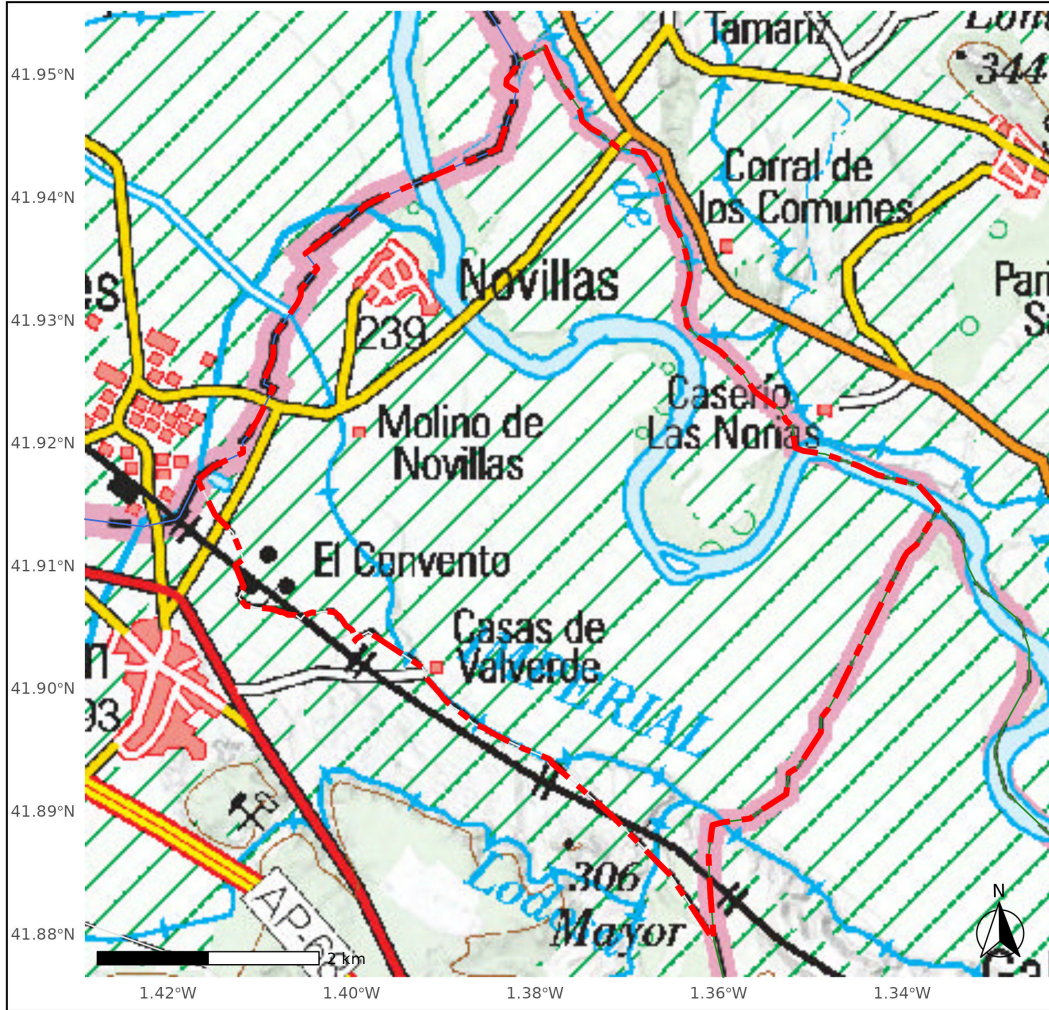 Tamariz
344
41.95°N
Corral de
los Comunes
41.94°N
de
Novillas
41.93°N
239
Caserío
Las Norias
Molino de
Novillas
41.92°N
El Convento
41.91°N
Casas de
Valverde
41.90°N
IMPERIAL
93
41.89°N
306
Mayor
AP-68
41.88°N
N
2 km
1.42°W 1.40°W 1.38°W 1.36°W 1.34°W